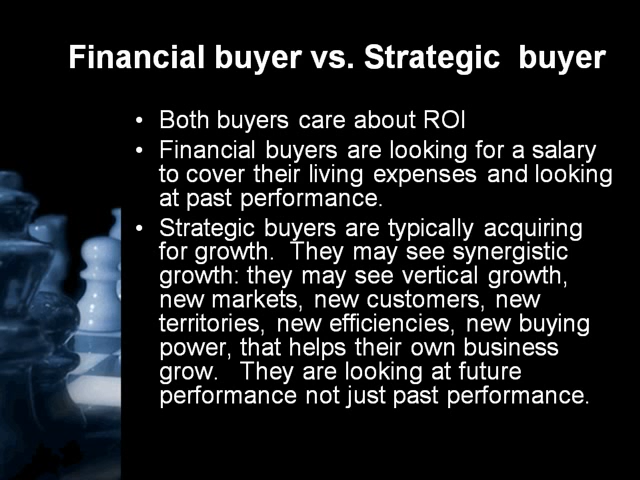 Financial buyer vs. Strategic  buyer
• Both buyers care about ROI
• Financial buyers are looking for a salary
to cover their living expenses and looking
at past performance.
• Strategic buyers are typically acquiring
for growth.  They may see synergistic
growth: they may see vertical growth,
new markets, new customers, new
territories, new efficiencies, new buying
power, that helps their own business
grow.   They are looking at future
performance not just past performance.